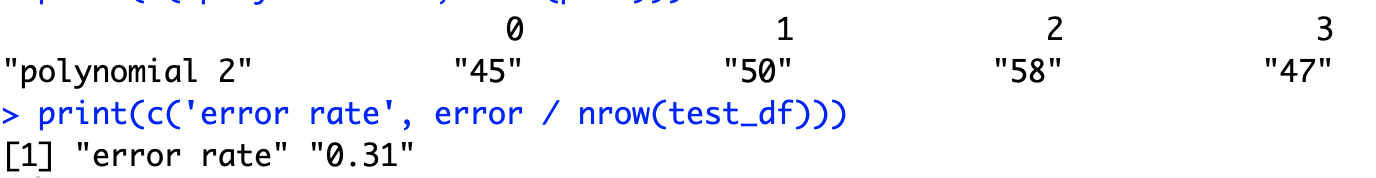 0 1 2 3
"polynomial 2" "45" "50" "58" "47"
> print(c('error rate', error / nrow(test_df)))
[1] "error rate" "0.31"